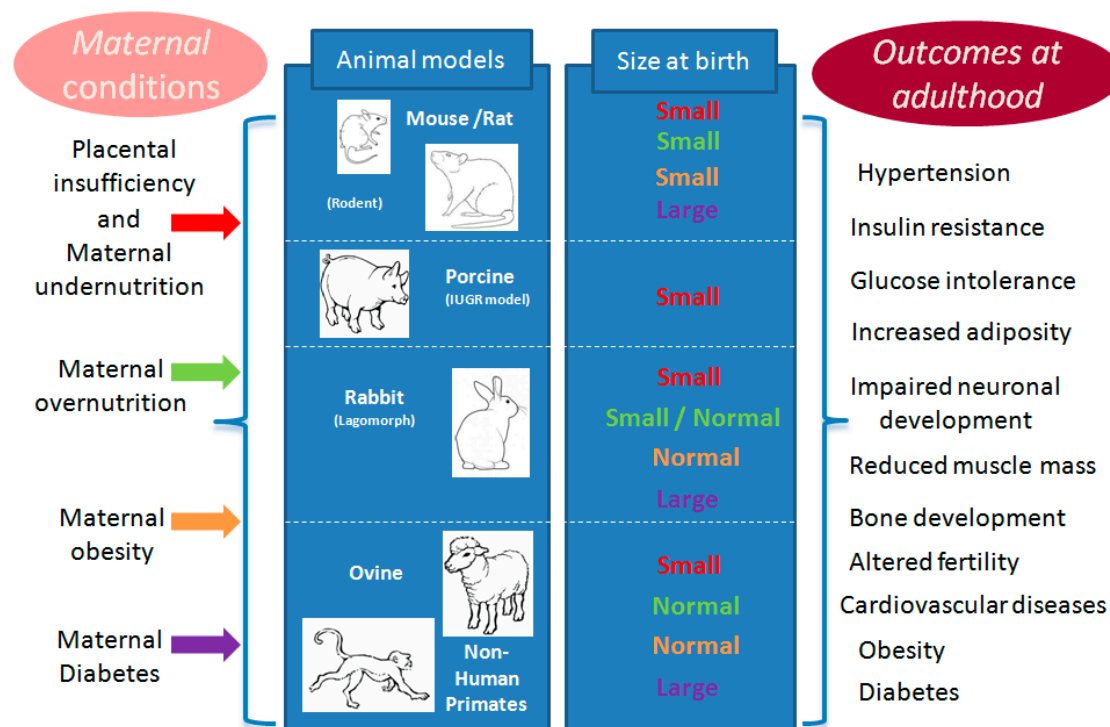 Maternal
conditions
Placental
insufficiency
and
Maternal
undernutrition
Maternal
overnutrition
Maternal
obesity
Maternal
Diabetes
Animal models
Mouse /Rat
(Rodent)
Porcine
(IUGR model)
Rabbit
(Lagomorph)
Ovine
Non-
Human
Primates
Size at birth
Small
Small
Small
Large
Small
Small
Small / Normal
Normal
Large
Small
Normal
Normal
Large
Outcomes at
adulthood
Hypertension
Insulin resistance
Glucose intolerance
Increased adiposity
Impaired neuronal
development
Reduced muscle mass
Bone development
Altered fertility
Cardiovascular diseases
Obesity
Diabetes